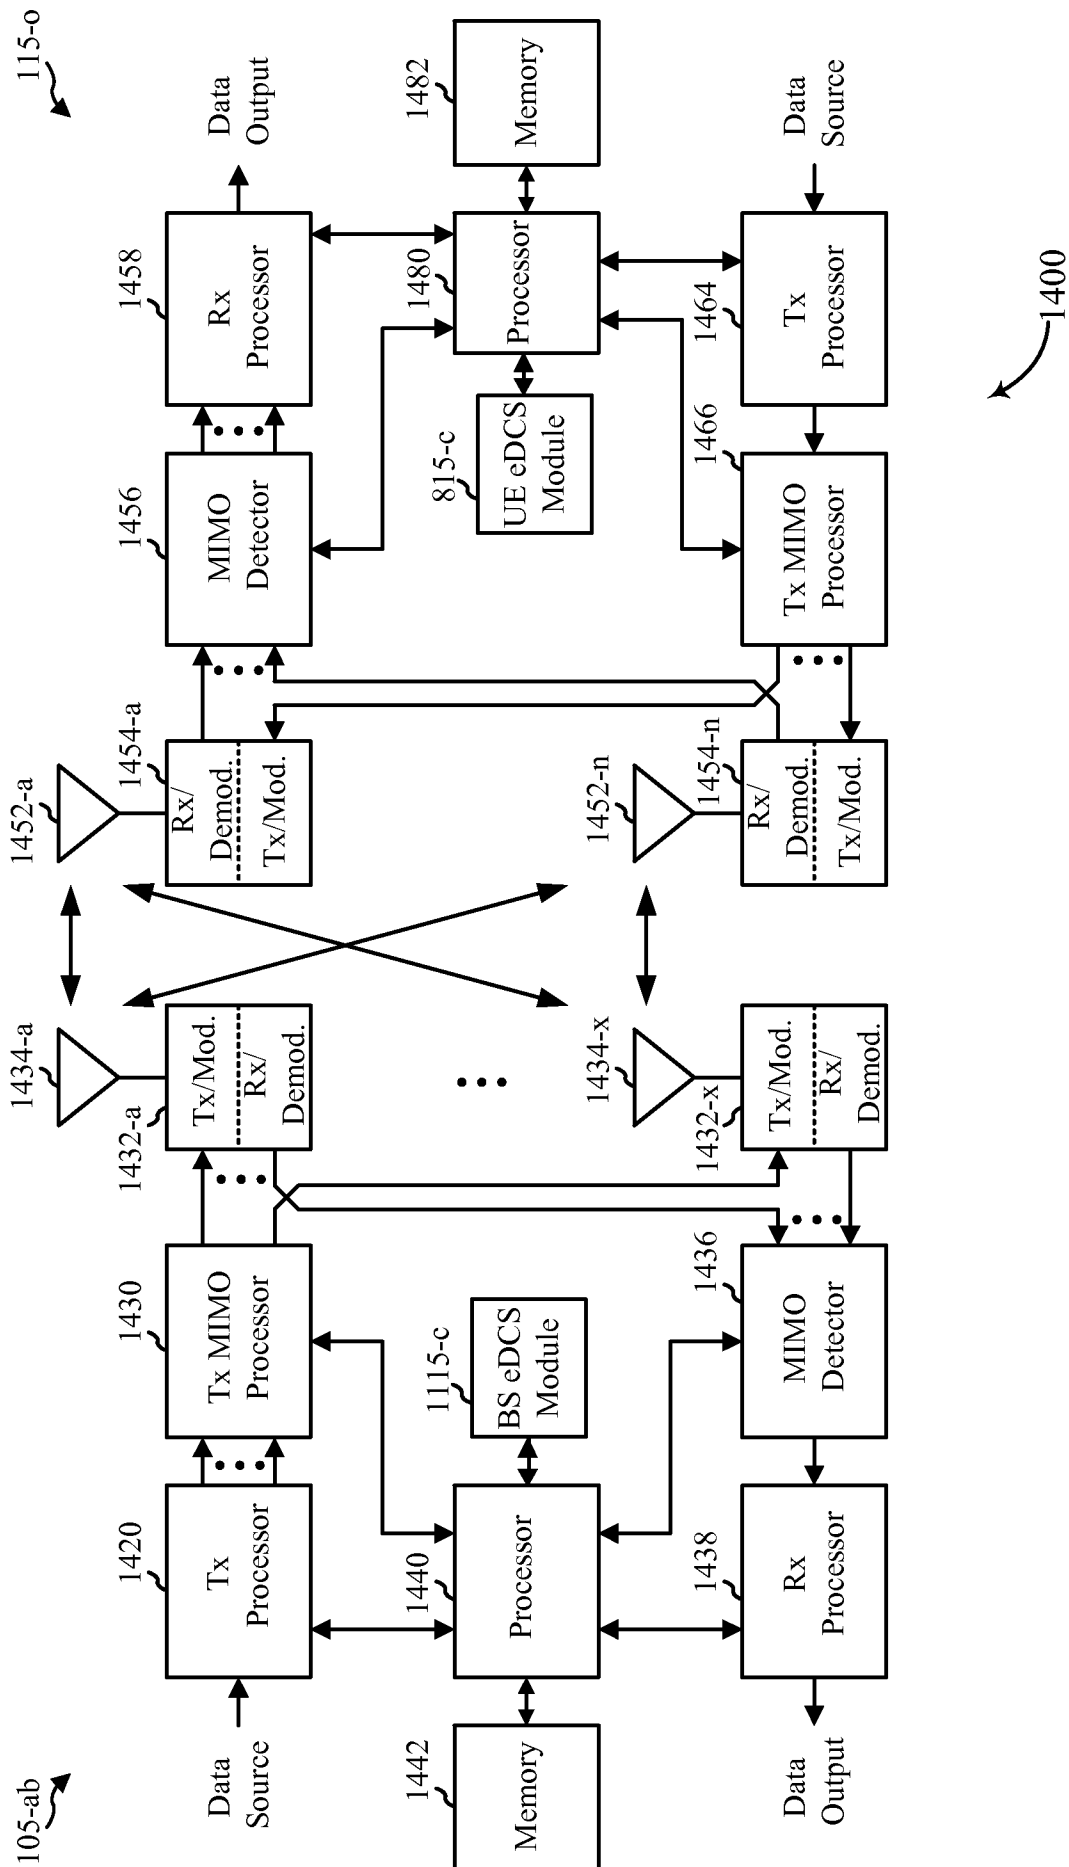 105-ab
115-o
1434-a
1452-a
1420
1430
1432-a
1454-a
1456
1458
Data
Source
Tx
Processor
Tx MIMO
Processor
Tx/Mod.
Rx/
Demod.
Rx/
Demod.
Tx/Mod.
MIMO
Detector
Rx
Processor
Data
Output
1442
1440
1115-c
815-c
1480
1482
Memory
Processor
BS eDCS
Module
UE eDCS
Module
Processor
Memory
1434-x
1452-n
1438
1436
1432-x
1454-n
1466
1464
Data
Output
Rx
Processor
MIMO
Detector
Tx/Mod.
Rx/
Demod.
Rx/
Demod.
Tx/Mod.
Tx MIMO
Processor
Tx
Processor
Data
Source
1400